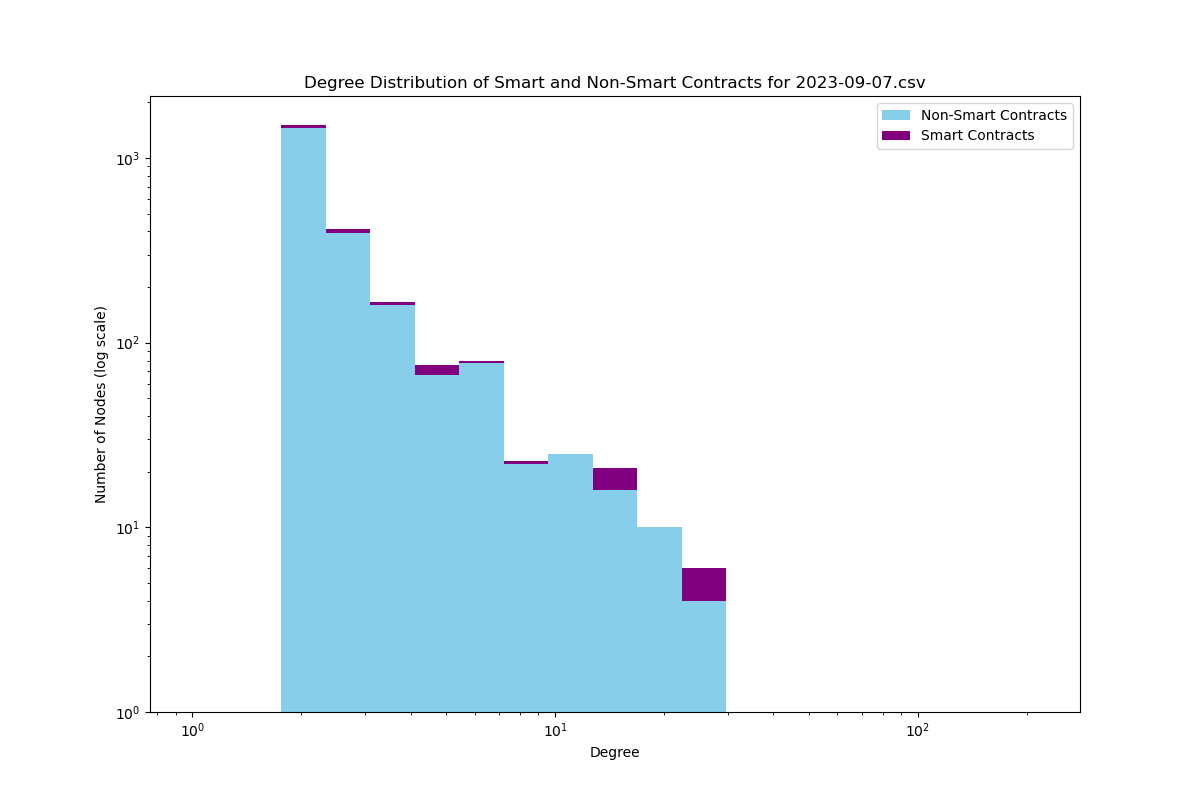 Degree Distribution of Smart and Non-Smart Contracts for 2023-09-07.csv
Non-Smart Contracts
Smart Contracts
Number of Nodes (log scale)
10³
10²
10¹
10⁰
10⁰ 10¹ 10²
Degree